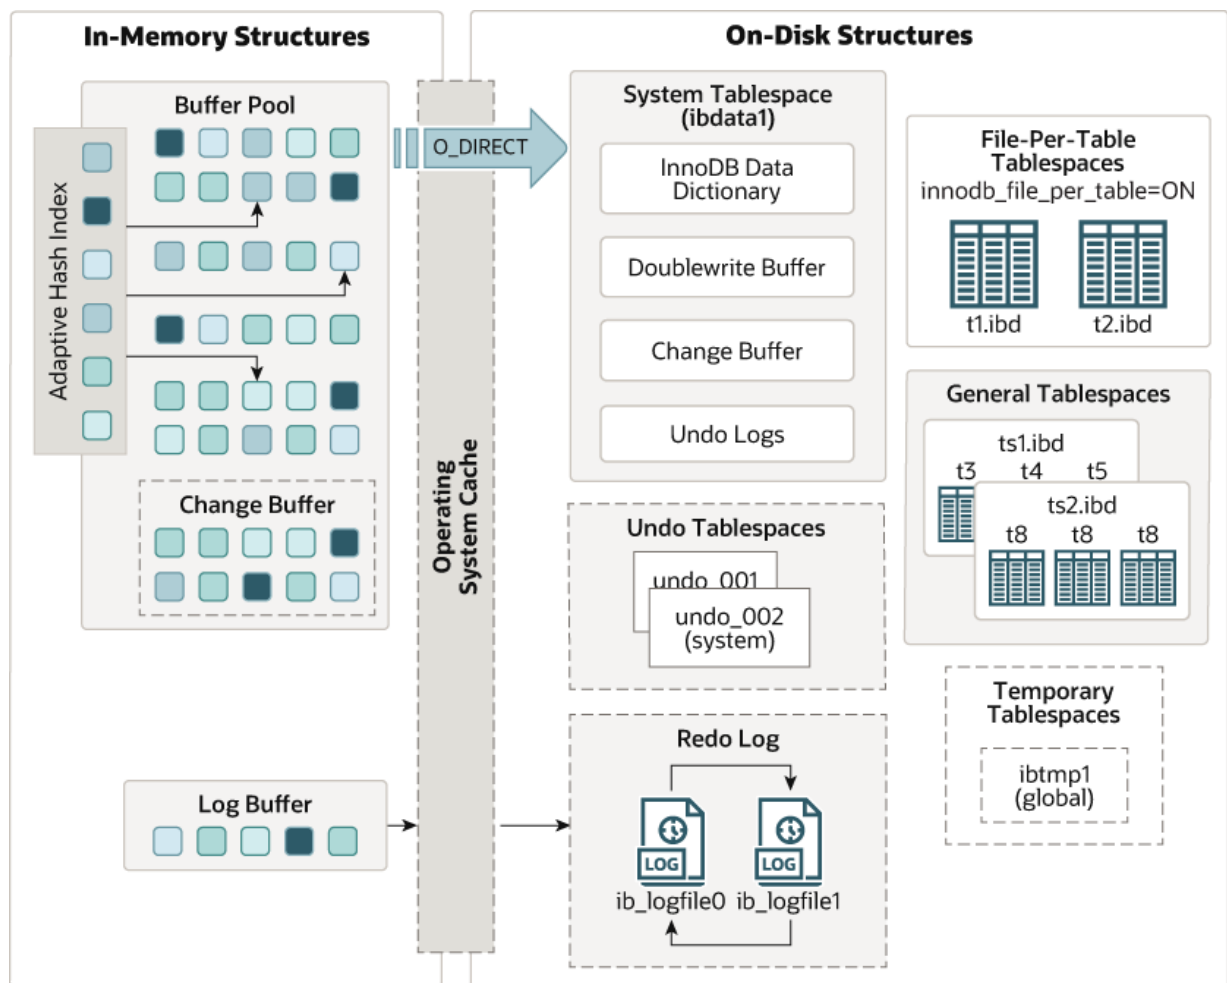 In-Memory Structures
Buffer Pool
Adaptive Hash Index
Change Buffer
Log Buffer
Operating
System Cache
O_DIRECT
On-Disk Structures
System Tablespace
(ibdata1)
InnoDB Data
Dictionary
Doublewrite Buffer
Change Buffer
Undo Logs
Undo Tablespaces
undo_001
undo_002
(system)
Redo Log
LOG
LOG
ib_logfile0
ib_logfile1
File-Per-Table
Tablespaces
innodb_file_per_table=ON
t1.ibd
t2.ibd
General Tablespaces
ts1.ibd
t3 t4 t5
ts2.ibd
t8 t8 t8
Temporary
Tablespaces
ibtmp1
(global)